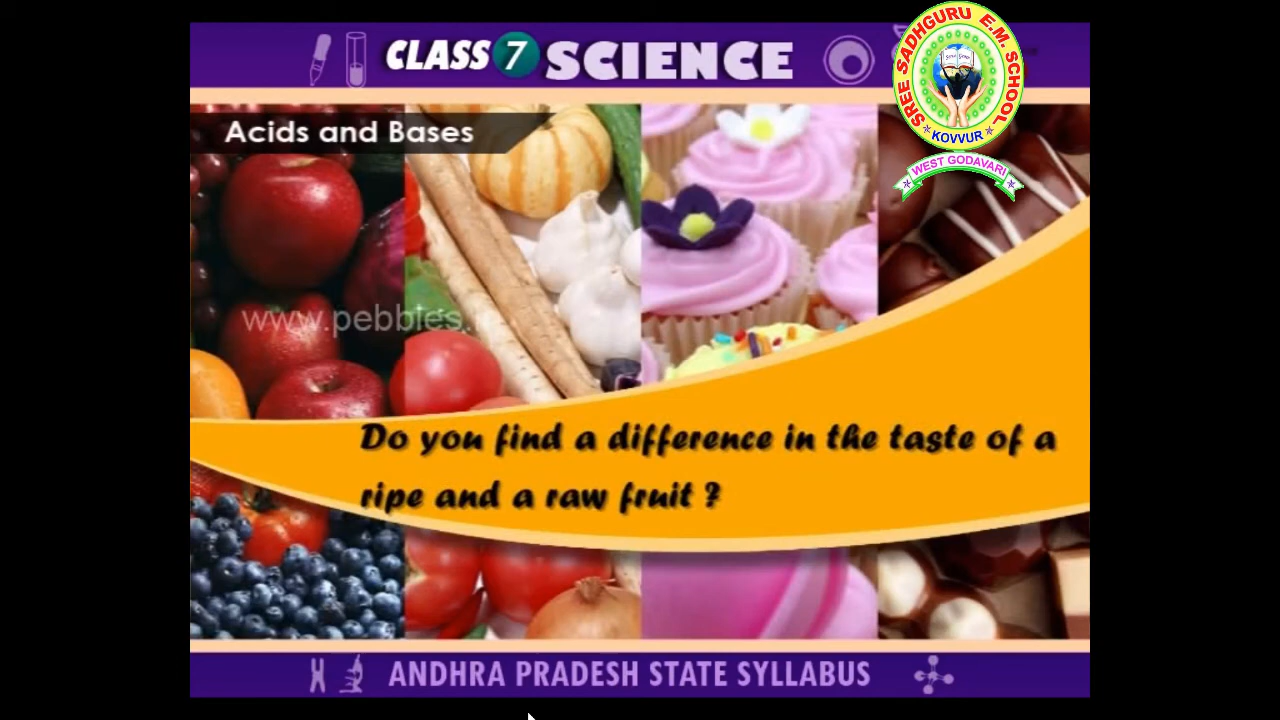 CLASS 7 SCIENCE
SREE SADHGURU E.M. SCHOOL
KOVVUR
WEST GODAVARI
Acids and Bases
www.pebbles.
Do you find a difference in the taste of a
ripe and a raw fruit ?
ANDHRA PRADESH STATE SYLLABUS